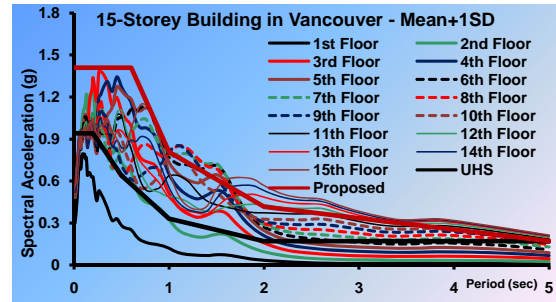 15-Storey Building in Vancouver - Mean+1SD
1.8
1.5
1.2
0.9
0.6
0.3
0
Spectral Acceleration (g)
1st Floor
2nd Floor
3rd Floor
4th Floor
5th Floor
6th Floor
7th Floor
8th Floor
9th Floor
10th Floor
11th Floor
12th Floor
13th Floor
14th Floor
15th Floor
UHS
Proposed
0 1 2 3 4 Period (sec) 5